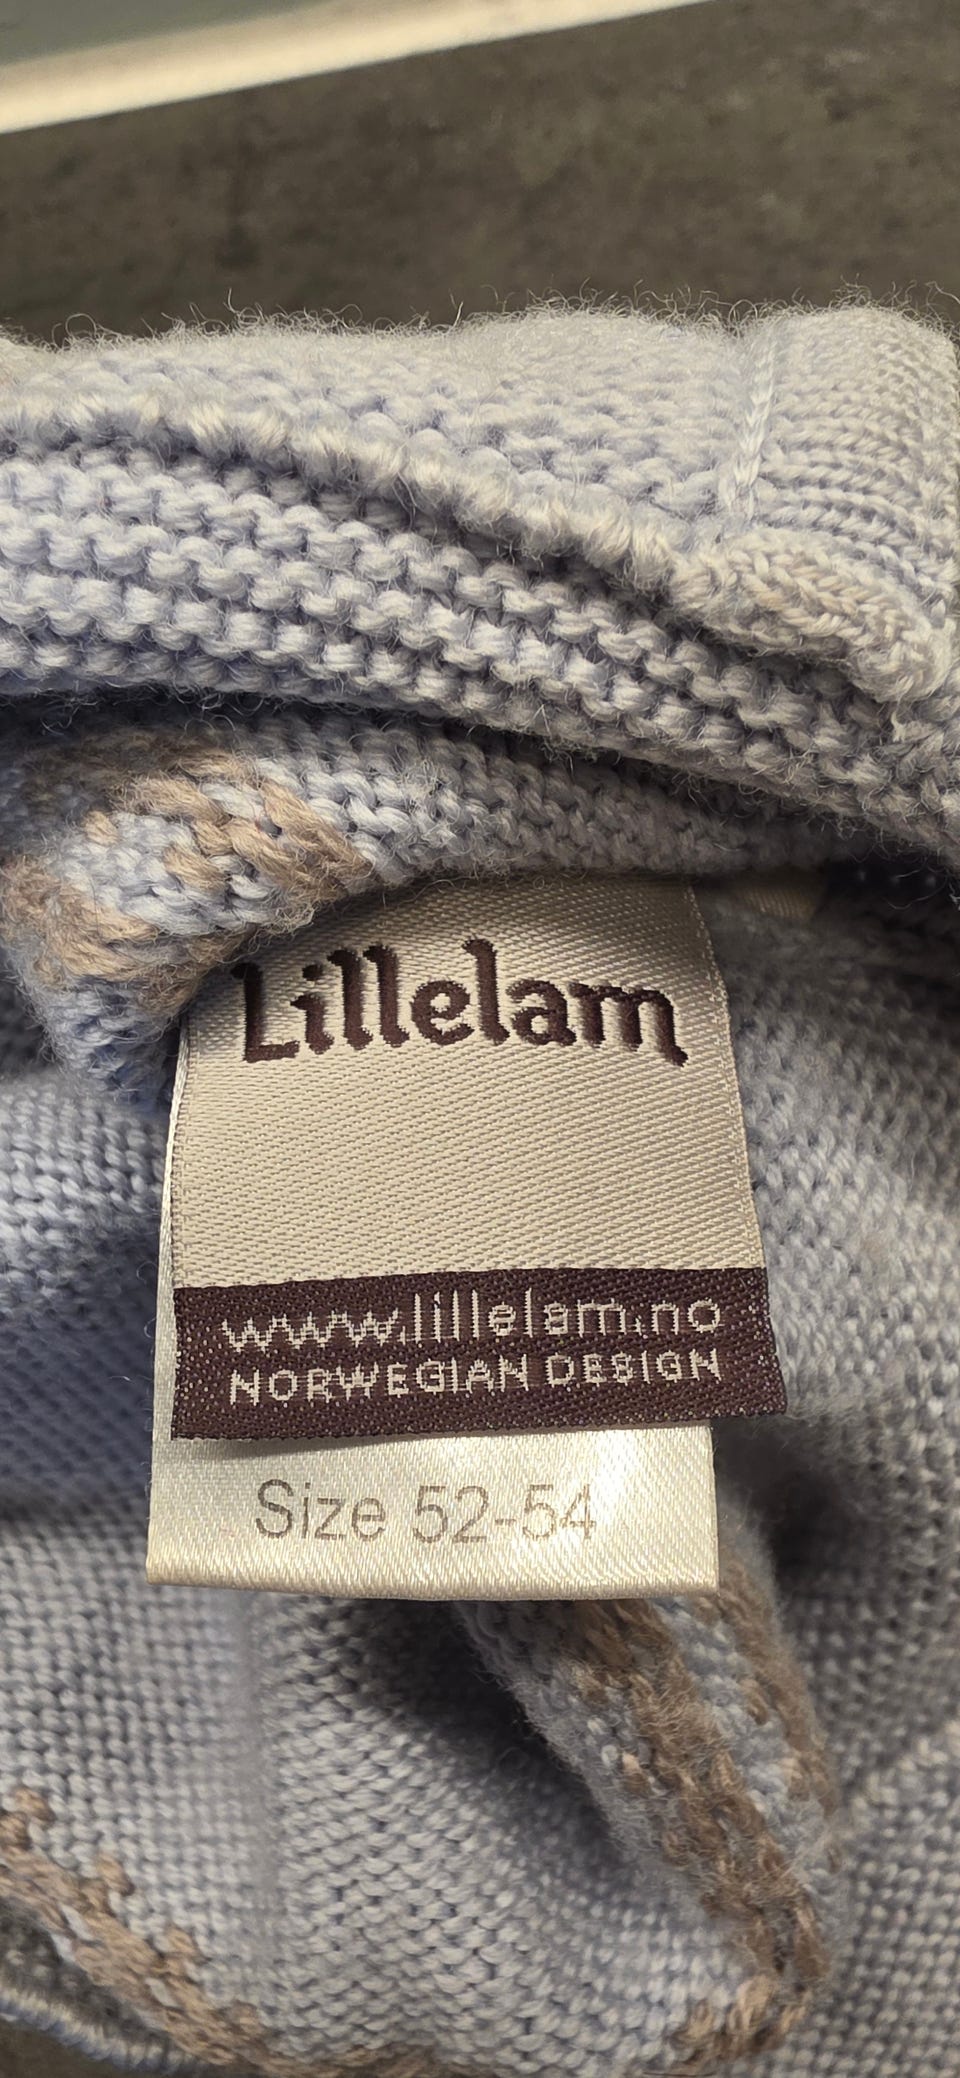 Lillelam
www.lillelam.no
NORWEGIAN DESIGN
Size 52-54